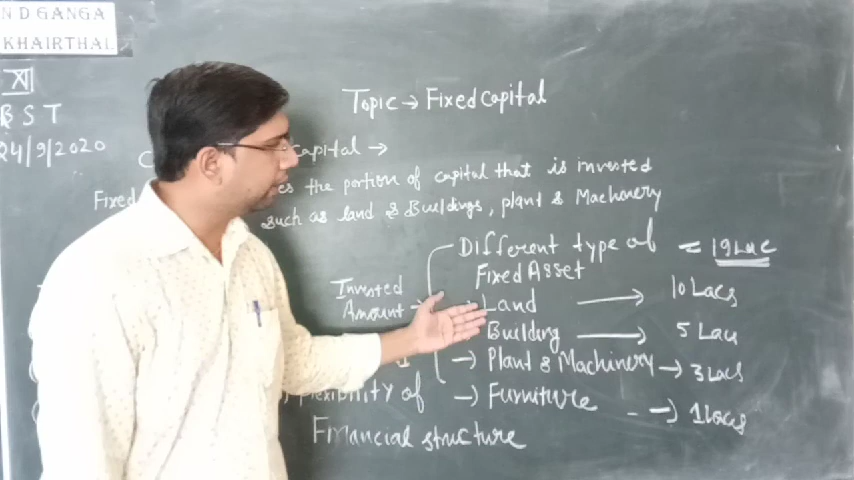 N D GANGA
KHAIRTHAL
XI
B S T
24/9/2020
Topic → Fixed Capital
Capital →
Fixed the portion of capital that is invested
such as land & Buildings, plant & Machinery
Different type of = 19 Lac
Fixed Asset
Invested
Amount → Land → 10 Lacs
Building → 5 Lacs
→ Plant & Machinery → 3 Lacs
flexibility of → Furniture - → 1 Lacs
Financial structure